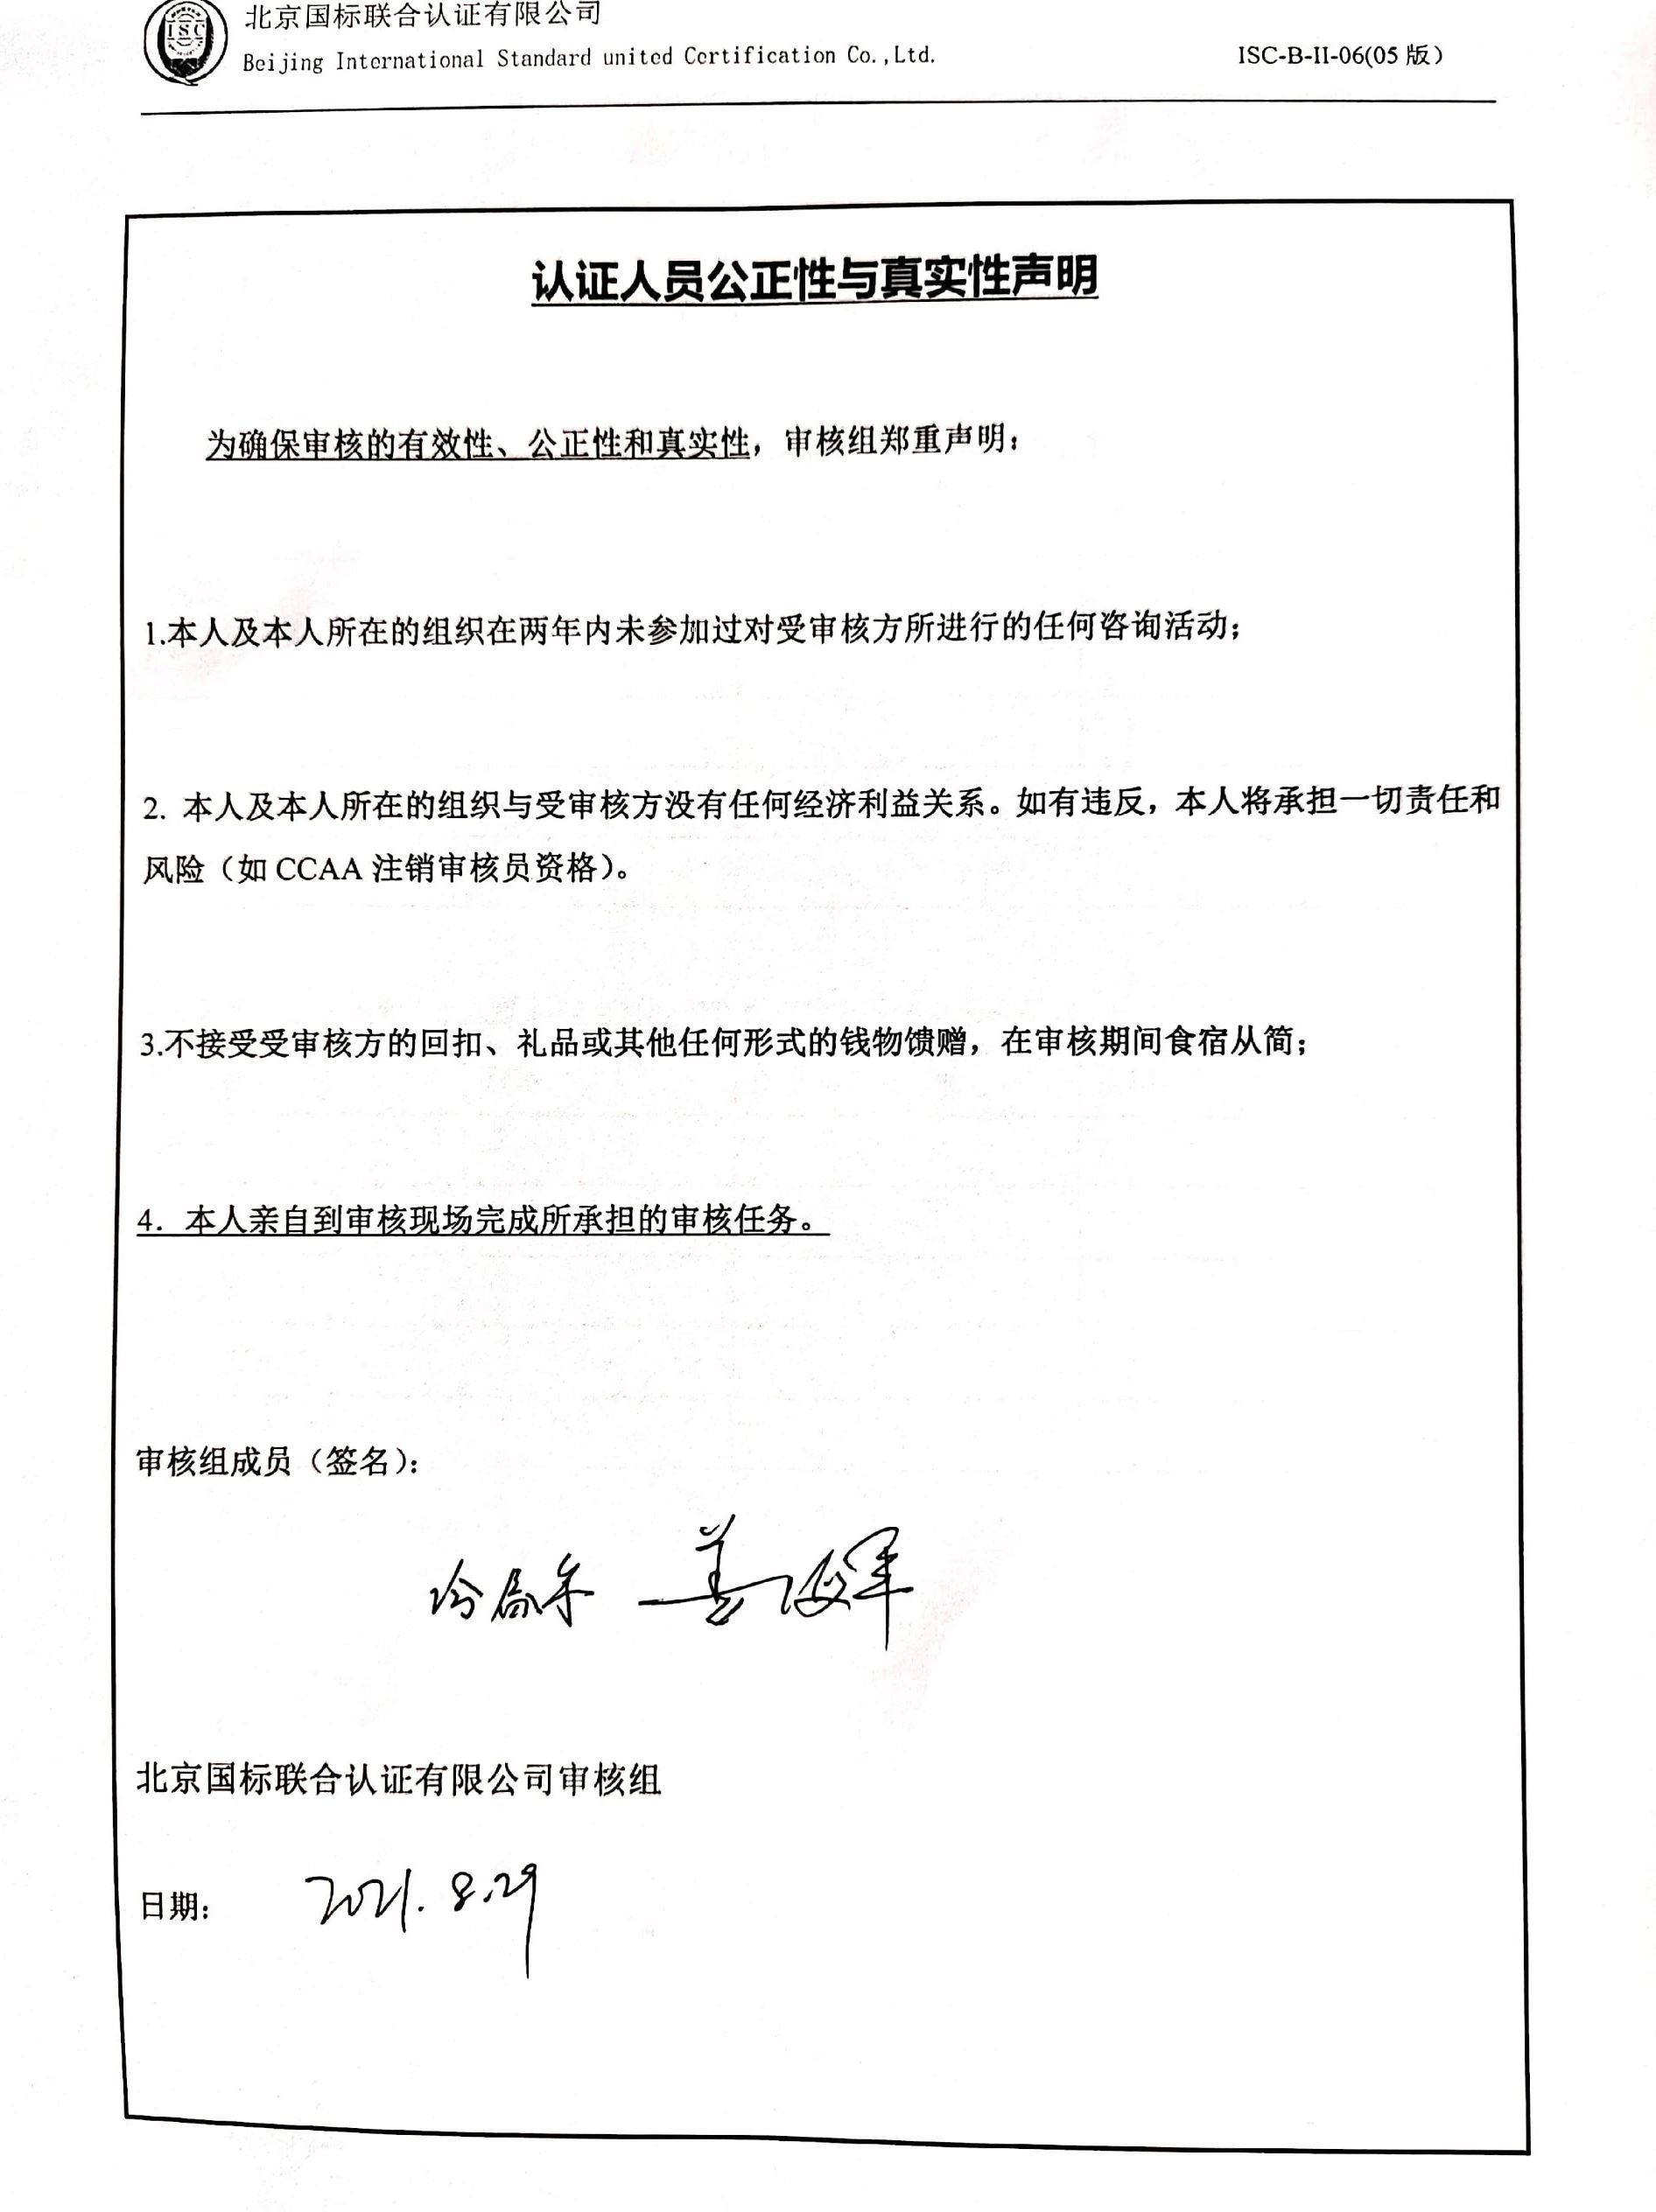 ISC
北京国标联合认证有限公司
Beijing International Standard united Certification Co.,Ltd.
ISC-B-II-06(05 版)
认证人员公正性与真实性声明
为确保审核的有效性、公正性和真实性，审核组郑重声明：
1.本人及本人所在的组织在两年内未参加过对受审核方所进行的任何咨询活动；
2. 本人及本人所在的组织与受审核方没有任何经济利益关系。如有违反，本人将承担一切责任和
风险（如 CCAA 注销审核员资格）。
3.不接受受审核方的回扣、礼品或其他任何形式的钱物馈赠，在审核期间食宿从简；
4. 本人亲自到审核现场完成所承担的审核任务。
审核组成员（签名）：
姜海军
北京国标联合认证有限公司审核组
日期： 2021.8.29